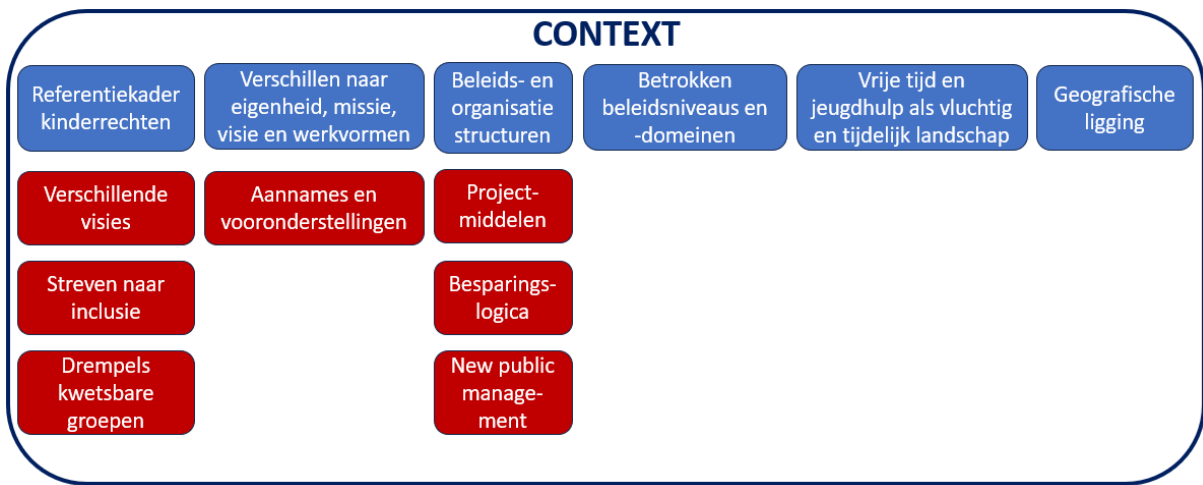 CONTEXT
Referentiekader
kinderrechten
Verschillen naar
eigenheid, missie,
visie en werkvormen
Beleids- en
organisatie
structuren
Betrokken
beleidsniveaus en
-domeinen
Vrije tijd en
jeugdhulp als vluchtig
en tijdelijk landschap
Geografische
ligging
Verschillende
visies
Aannames en
vooronderstellingen
Project-
middelen
Streven naar
inclusie
Besparings-
logica
Drempels
kwetsbare
groepen
New public
manage-
ment